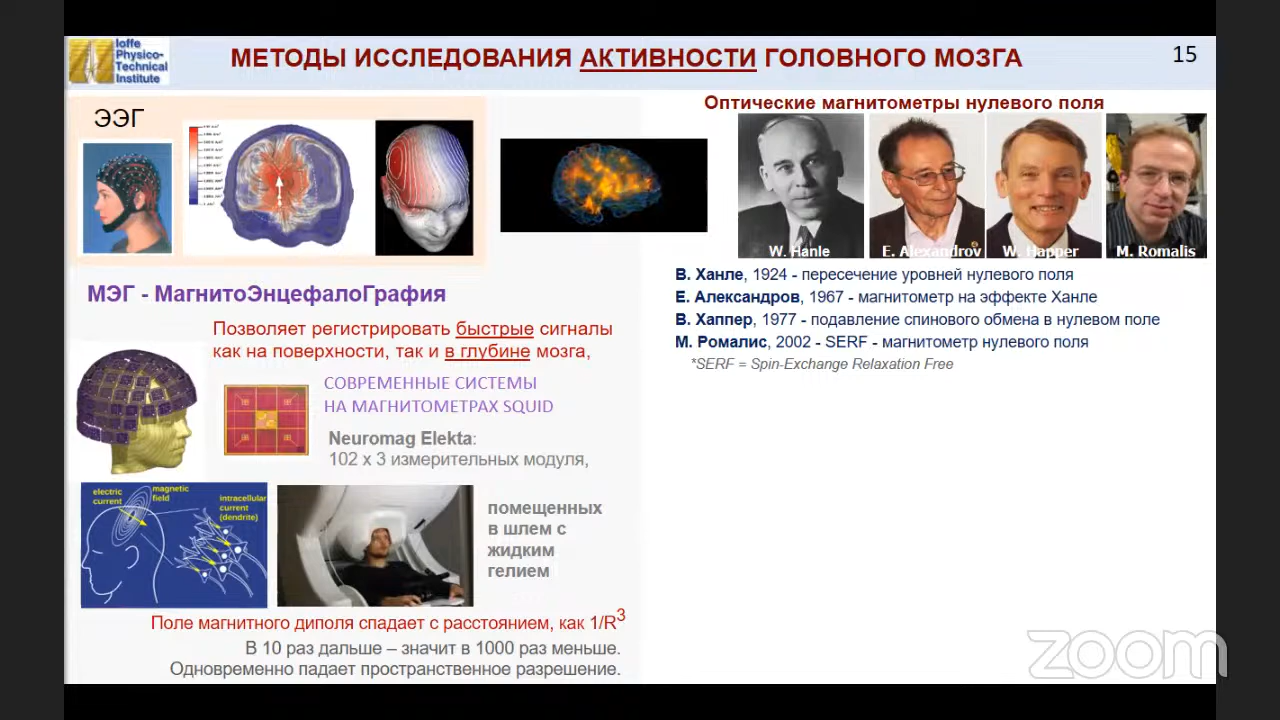 Ioffe
Physico-
Technical
Institute
МЕТОДЫ ИССЛЕДОВАНИЯ АКТИВНОСТИ ГОЛОВНОГО МОЗГА
15
ЭЭГ
Оптические магнитометры нулевого поля
W. Hanle
E. Alexandrov
W. Happer
M. Romalis
В. Ханле, 1924 - пересечение уровней нулевого поля
Е. Александров, 1967 - магнитометр на эффекте Ханле
В. Хаппер, 1977 - подавление спинового обмена в нулевом поле
М. Ромалис, 2002 - SERF - магнитометр нулевого поля
*SERF = Spin-Exchange Relaxation Free
МЭГ - МагнитоЭнцефалоГрафия
Позволяет регистрировать быстрые сигналы
как на поверхности, так и в глубине мозга,
СОВРЕМЕННЫЕ СИСТЕМЫ
НА МАГНИТОМЕТРАХ SQUID
Neuromag Elekta:
102 x 3 измерительных модуля,
electric
current
magnetic
field
intracellular
current
(dendrite)
помещенных
в шлем с
жидким
гелием
Поле магнитного диполя спадает с расстоянием, как 1/R3
В 10 раз дальше – значит в 1000 раз меньше.
Одновременно падает пространственное разрешение.
zoom